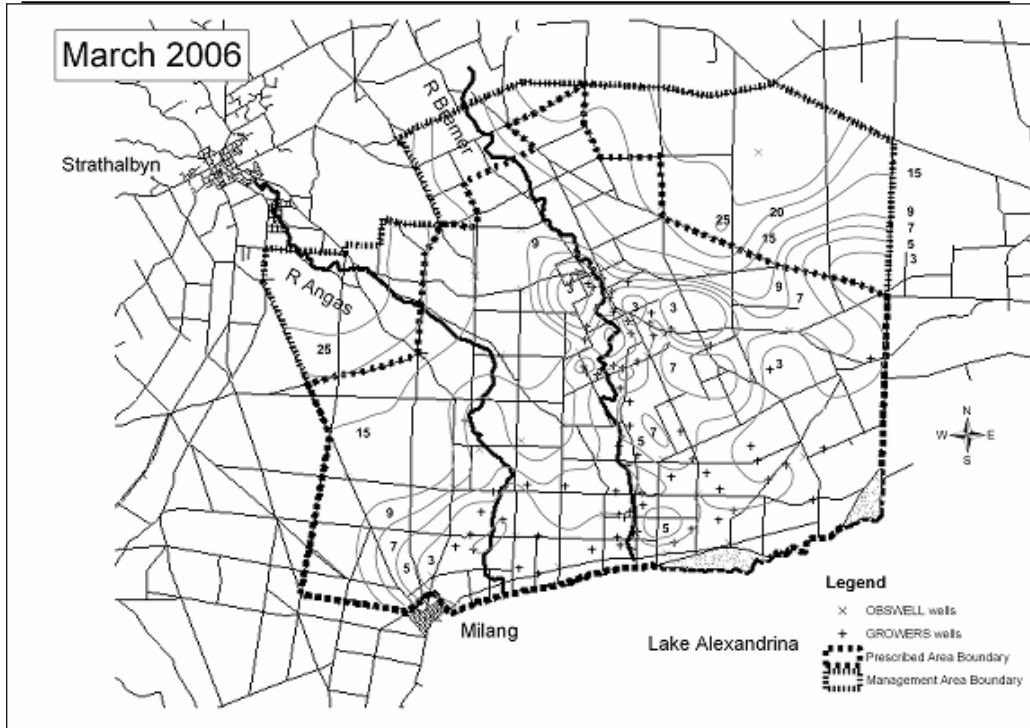 March 2006
R Bremer
Strathalbyn
15
20
25
9
7
15
5
3
9
R Angas
9
7
3
3
3
25
7
3
15
7
5
9
7
5
3
5
Milang
Lake Alexandrina
N
W E
S
Legend
× OBSWELL wells
+ GROWERS wells
Prescribed Area Boundary
Management Area Boundary